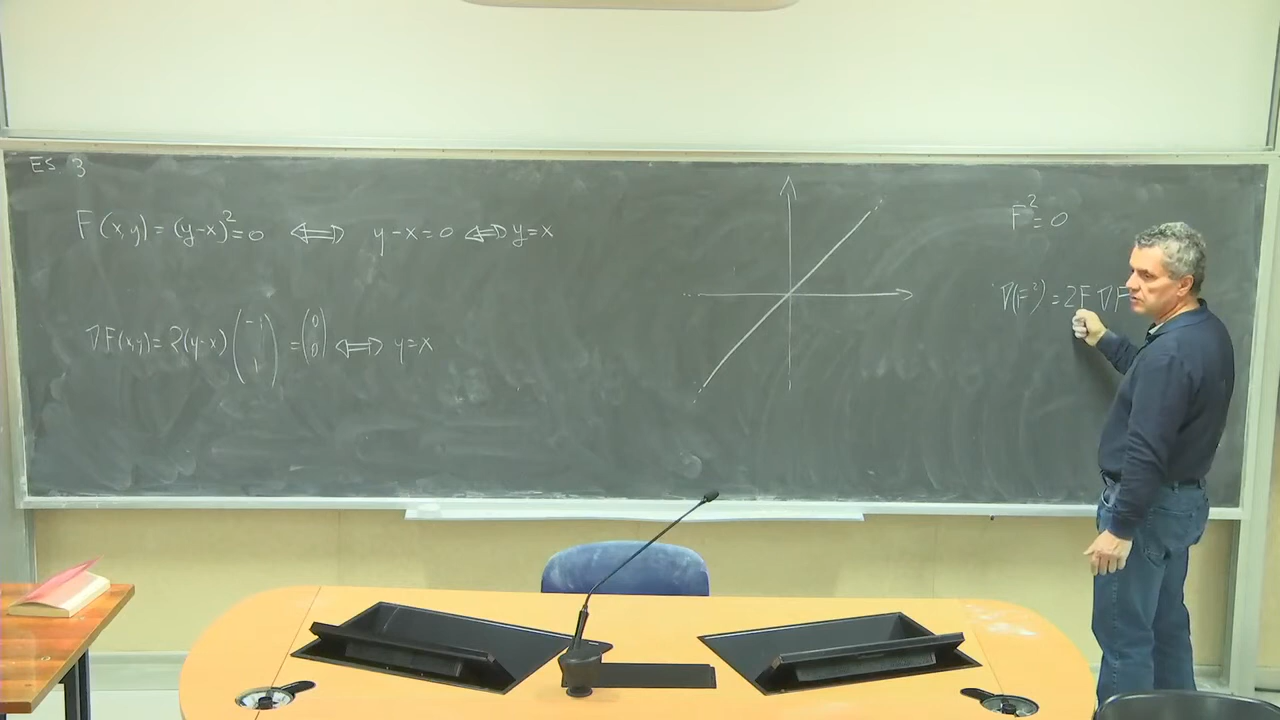 ES 3
F(x,y) = (y-x)² = 0 ⟺ y-x=0 ⟺ y=x
∇F(x,y) = 2(y-x) (-1 1) = (0 0) ⟺ y=x
F² = 0
∇(F²) = 2F ∇F